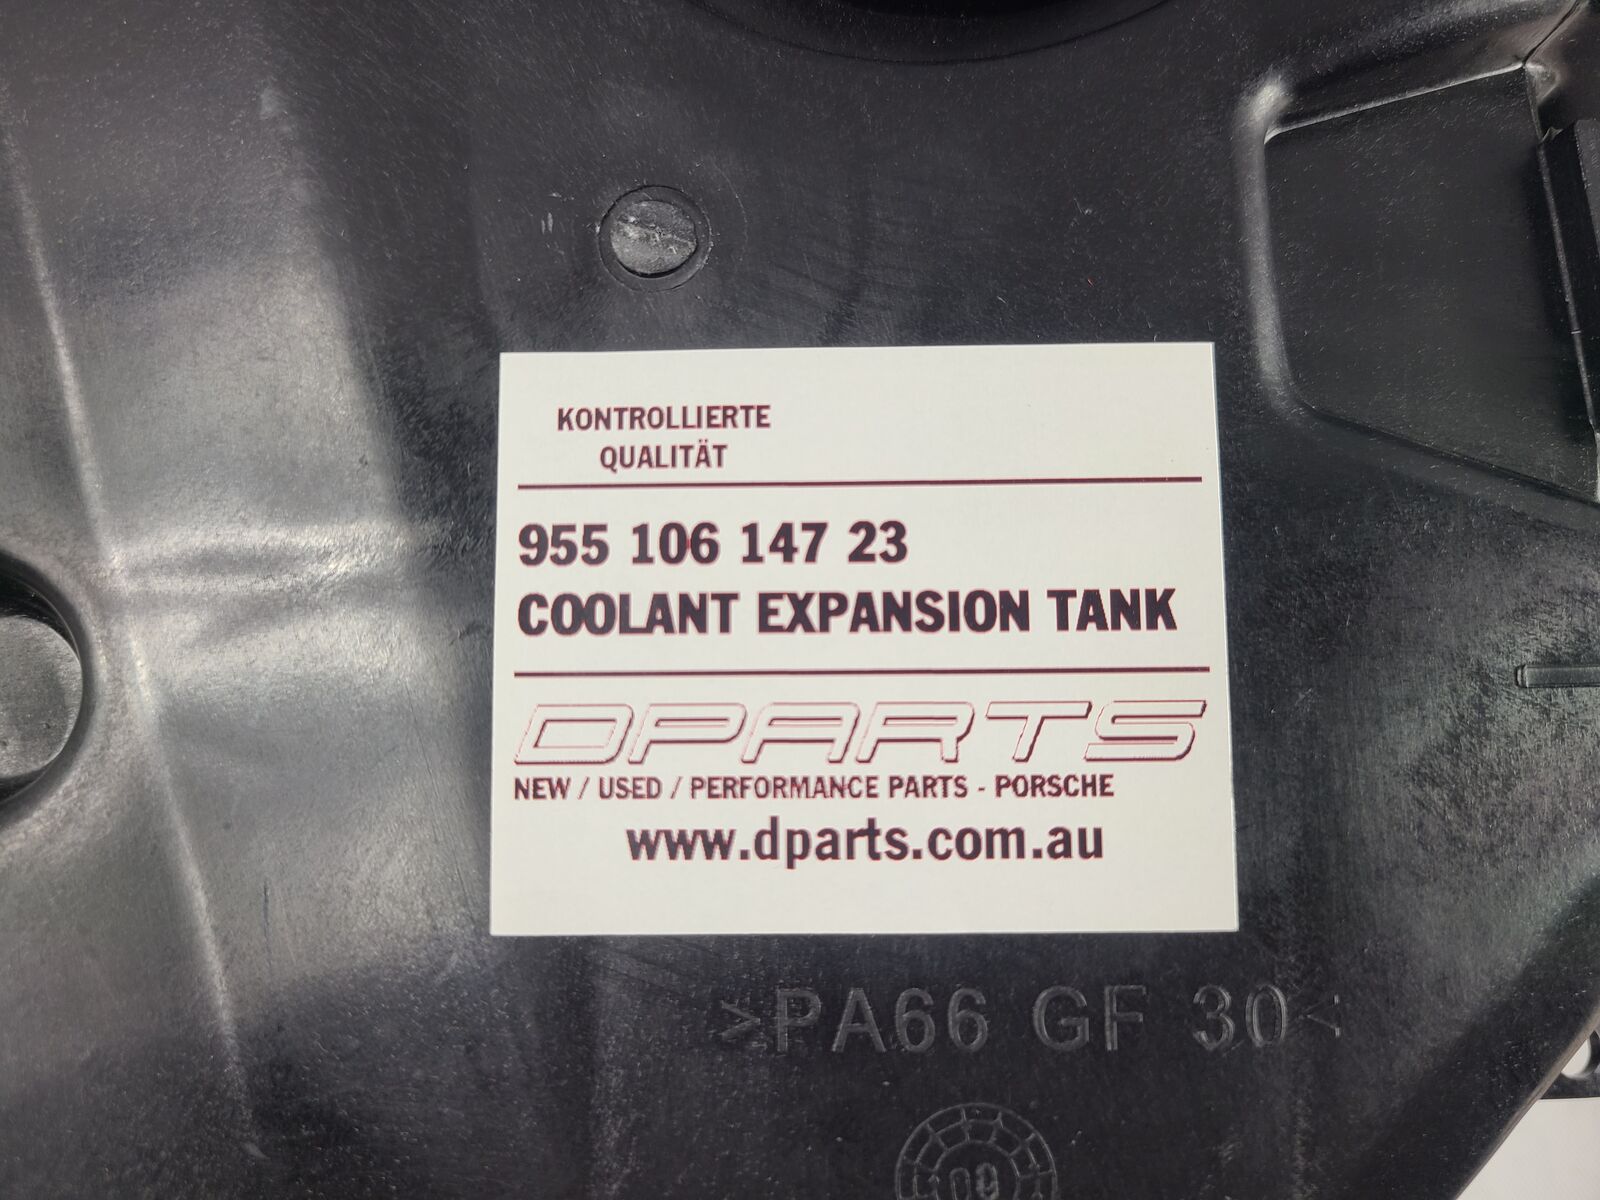 KONTROLLIERTE
QUALITÄT
955 106 147 23
COOLANT EXPANSION TANK
DPARTS
NEW / USED / PERFORMANCE PARTS - PORSCHE
www.dparts.com.au
>PA66 GF 30<